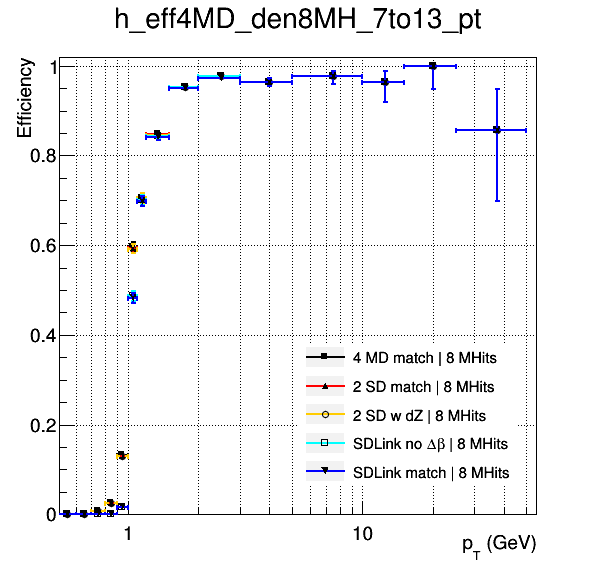 h_eff4MD_den8MH_7to13_pt
Efficiency
1
0.8
0.6
0.4
0.2
0
4 MD match | 8 MHits
2 SD match | 8 MHits
2 SD w dZ | 8 MHits
SDLink no Δβ | 8 MHits
SDLink match | 8 MHits
1 10
p_T (GeV)